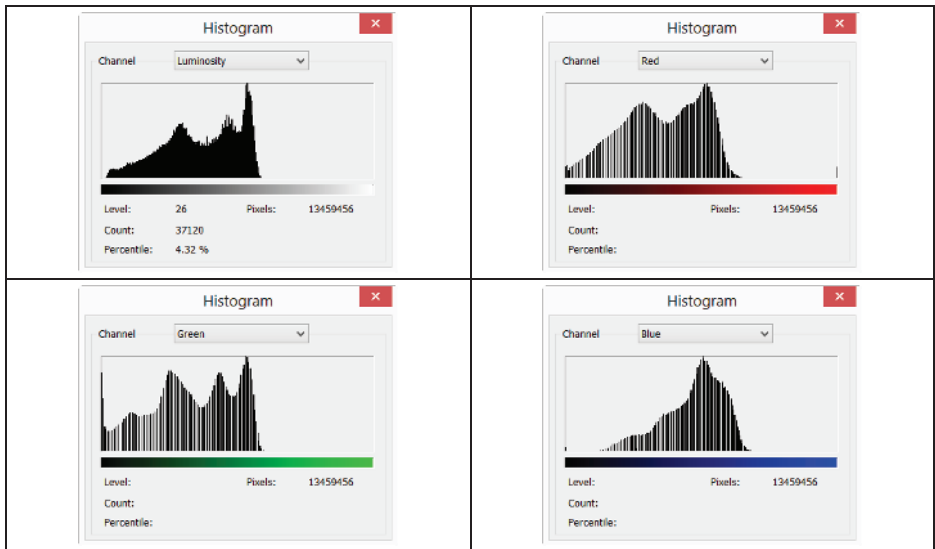 Histogram
Channel Luminosity
Level: 26 Pixels: 13459456
Count: 37120
Percentile: 4.32 %
Histogram
Channel Red
Level: Pixels: 13459456
Count:
Percentile:
Histogram
Channel Green
Level: Pixels: 13459456
Count:
Percentile:
Histogram
Channel Blue
Level: Pixels: 13459456
Count:
Percentile: